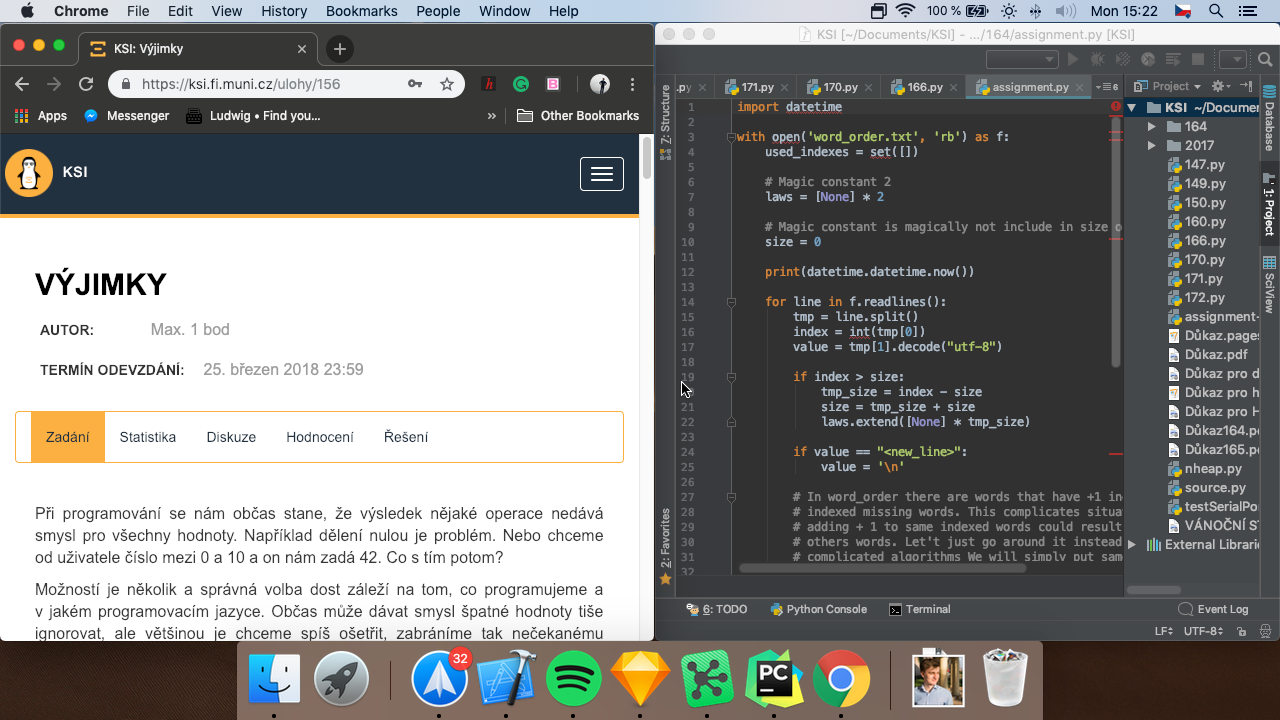 Chrome File Edit View History Bookmarks People Window Help 100 % Mon 15:22
KSI: Výjimky
https://ksi.fi.muni.cz/ulohy/156
Apps Messenger Ludwig • Find you... » Other Bookmarks
KSI
VÝJIMKY
AUTOR: Max. 1 bod
TERMÍN ODEVZDÁNÍ: 25. březen 2018 23:59
Zadání Statistika Diskuze Hodnocení Řešení
Při programování se nám občas stane, že výsledek nějaké operace nedává
smysl pro všechny hodnoty. Například dělení nulou je problém. Nebo chceme
od uživatele číslo mezi 0 a 10 a on nám zadá 42. Co s tím potom?
Možností je několik a správná volba dost záleží na tom, co programujeme a
v jakém programovacím jazyce. Občas může dávat smysl špatné hodnoty tiše
ignorovat, ale většinou je chceme spíš ošetřit, zabráníme tak nečekanému
KSI [~/Documents/KSI] - .../164/assignment.py [KSI]
.py 171.py 170.py 166.py assignment.py 6
7: Structure
2: Favorites
1 import datetime
2
3 with open('word_order.txt', 'rb') as f:
4 used_indexes = set([])
5
6 # Magic constant 2
7 laws = [None] * 2
8
9 # Magic constant is magically not include in size o
10 size = 0
11
12 print(datetime.datetime.now())
13
14 for line in f.readlines():
15 tmp = line.split()
16 index = int(tmp[0])
17 value = tmp[1].decode("utf-8")
18
19 if index > size:
tmp_size = index - size
21 size = tmp_size + size
22 laws.extend([None] * tmp_size)
23
24 if value == "<new_line>":
25 value = '\n'
26
27 # In word_order there are words that have +1 in
28 # indexed missing words. This complicates situa
29 # adding + 1 to same indexed words could result
30 # others words. Let't just go around it instead
31 # complicated algorithms We will simply put same
32
Project
KSI ~/Documen
164
2017
147.py
149.py
150.py
160.py
166.py
170.py
171.py
172.py
assignment-
Důkaz.pages
Důkaz.pdf
Důkaz pro d
Důkaz pro h
Důkaz pro H
Důkaz164.p
Důkaz165.p
nheap.py
source.py
testSerialPo
VÁNOČNÍ S
External Librarie
Database
1: Project
SciView
6: TODO Python Console Terminal Event Log
LF UTF-8
32
PC